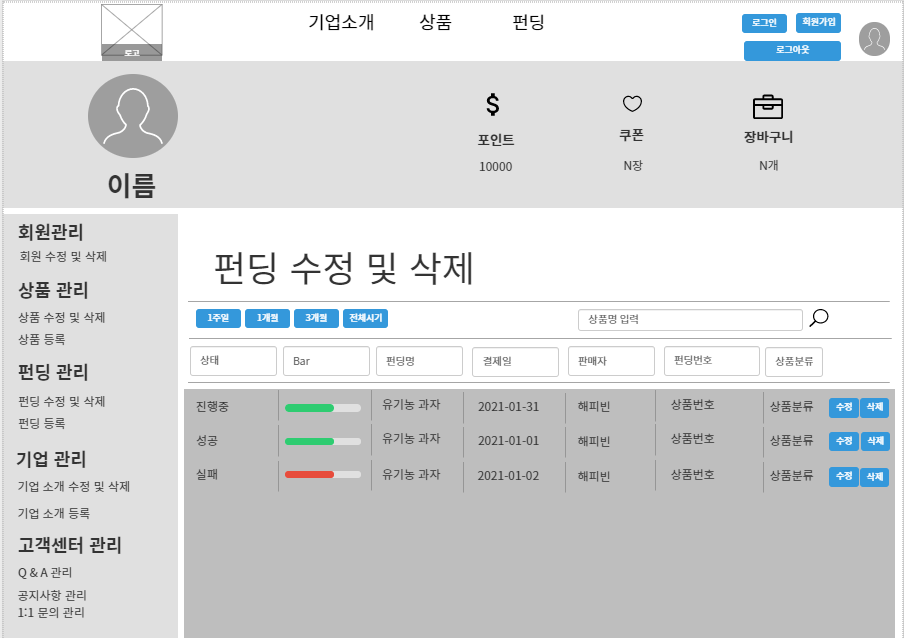 로고
기업소개 상품 펀딩
로그인 회원가입
로그아웃
이름
포인트 쿠폰 장바구니
10000 N장 N개
회원관리
회원 수정 및 삭제
상품 관리
상품 수정 및 삭제
상품 등록
펀딩 관리
펀딩 수정 및 삭제
펀딩 등록
기업 관리
기업 소개 수정 및 삭제
기업 소개 등록
고객센터 관리
Q & A 관리
공지사항 관리
1:1 문의 관리
펀딩 수정 및 삭제
1주일 1개월 3개월 전체시기
상품명 입력
상태 Bar 펀딩명 결제일 판매자 펀딩번호 상품분류
진행중 유기농 과자 2021-01-31 해피빈 상품번호 상품분류 수정 삭제
성공 유기농 과자 2021-01-01 해피빈 상품번호 상품분류 수정 삭제
실패 유기농 과자 2021-01-02 해피빈 상품번호 상품분류 수정 삭제